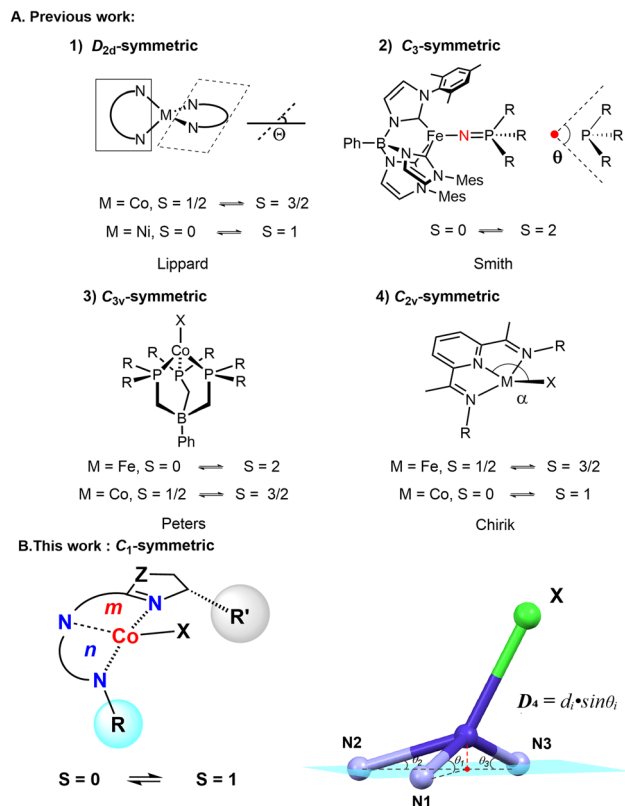 A. Previous work:
1) D2d-symmetric
2) C3-symmetric
N
N
M
N
N
Θ
M = Co, S = 1/2 ⇌ S = 3/2
M = Ni, S = 0 ⇌ S = 1
Lippard
N
N
N
N
N
N
Ph
B
Fe
N
P
R
R
R
Mes
Mes
θ
P
R
R
R
S = 0 ⇌ S = 2
Smith
3) C3v-symmetric
4) C2v-symmetric
X
Co
R
R
R
R
R
R
P
P
P
B
Ph
M = Fe, S = 0 ⇌ S = 2
M = Co, S = 1/2 ⇌ S = 3/2
Peters
N
N
N
R
R
M
X
α
M = Fe, S = 1/2 ⇌ S = 3/2
M = Co, S = 0 ⇌ S = 1
Chirik
B.This work : C1-symmetric
Z
m
N
N
N
n
Co
X
R'
R
S = 0 ⇌ S = 1
X
D4 = di•sinθi
N2
N3
θ2
θ1
θ3
N1